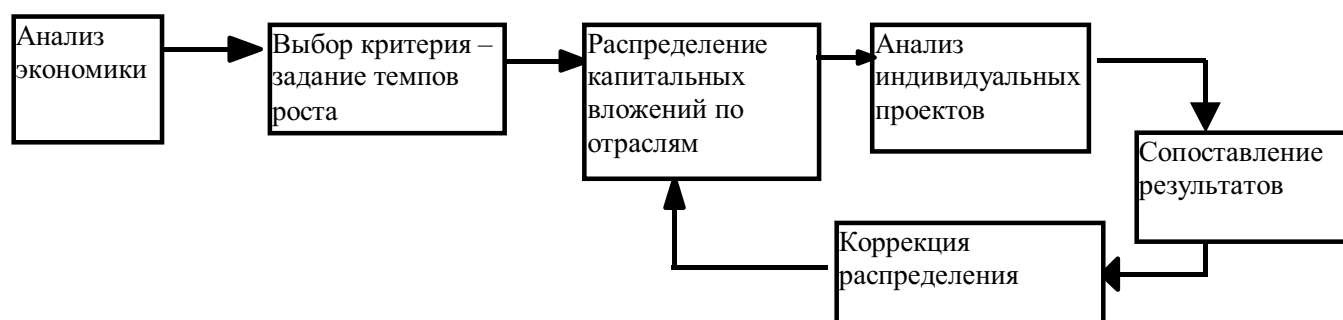 Анализ
экономики
Выбор критерия –
задание темпов
роста
Распределение
капитальных
вложений по
отраслям
Анализ
индивидуальных
проектов
Сопоставление
результатов
Коррекция
распределения